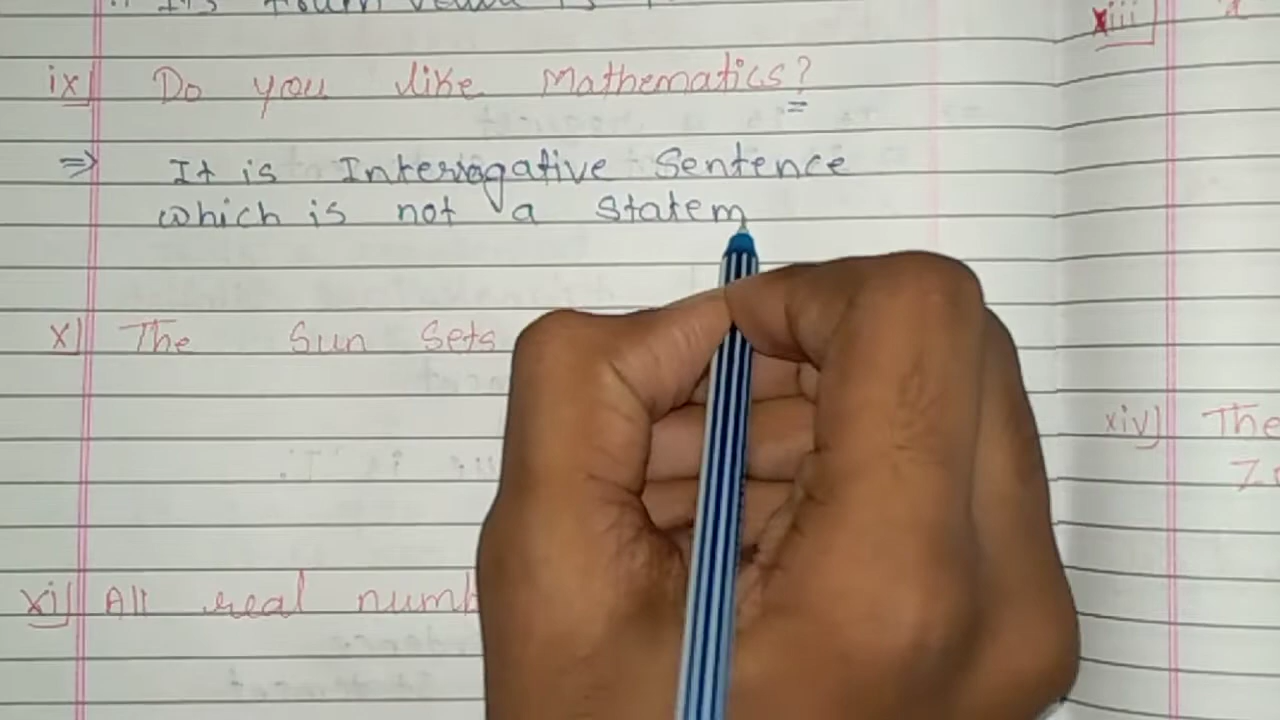 ix] Do you like Mathematics?
⇒ It is Interrogative Sentence
which is not a Statem
x] The Sun Sets
xi] All real numb
xiii]
xiv] The